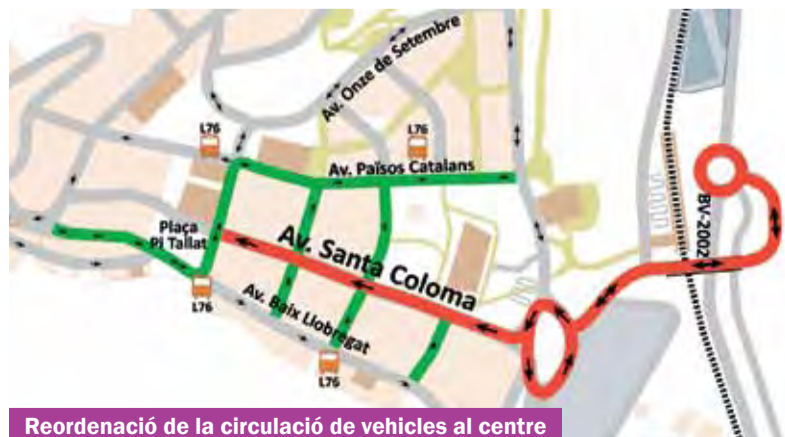 Av. Onze de Setembre
L76
L76
Av. Països Catalans
Plaça
Pi Tallat
BV-2002
Av. Santa Coloma
L76
Av. Baix Llobregat
L76
Reordenació de la circulació de vehicles al centre